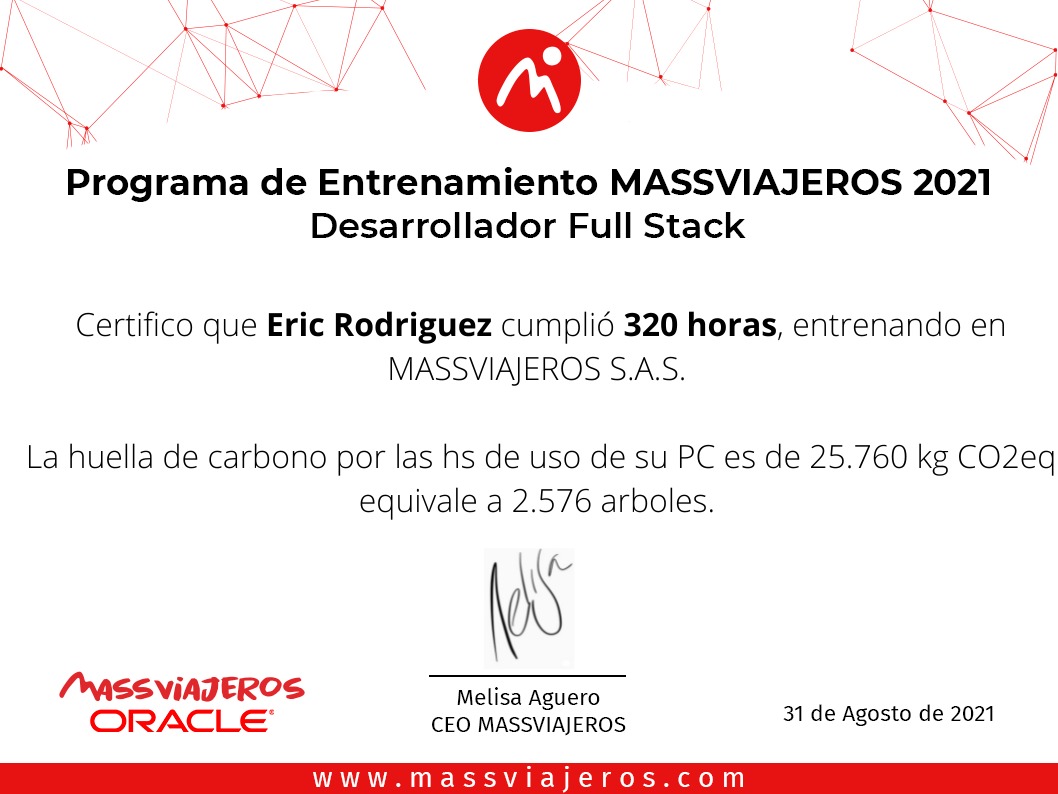 Programa de Entrenamiento MASSVIAJEROS 2021
Desarrollador Full Stack
Certifico que Eric Rodriguez cumplió 320 horas, entrenando en
MASSVIAJEROS S.A.S.
La huella de carbono por las hs de uso de su PC es de 25.760 kg CO2eq
equivale a 2.576 arboles.
Melisa
MASSVIAJEROS
ORACLE®
Melisa Aguero
CEO MASSVIAJEROS
31 de Agosto de 2021
www.massviajeros.com